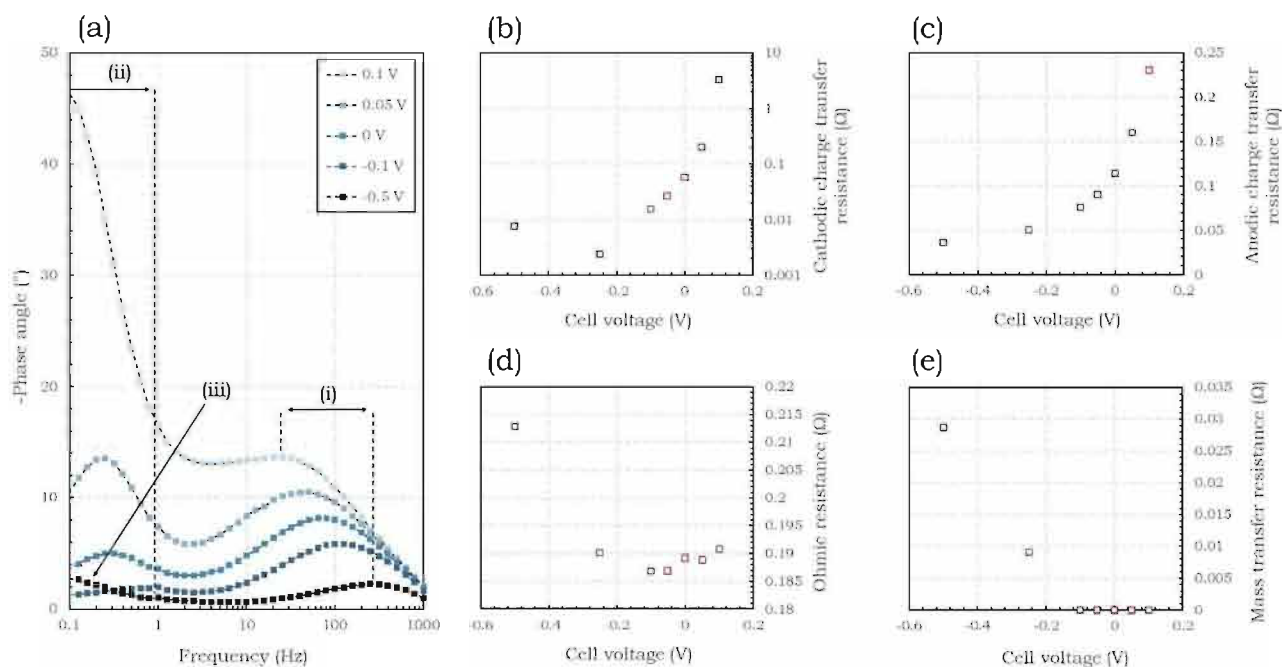 (a)
50
40
30
20
10
0
-Phase angle (°)
0.1
1
10
100
1000
Frequency (Hz)
(ii)
(iii)
(i)
0.1 V
0.05 V
0 V
-0.1 V
-0.5 V
(b)
10
1
0.1
0.01
0.001
Cathodic charge transfer
resistance (Ω)
-0.6
-0.4
-0.2
0
0.2
Cell voltage (V)
(c)
0.25
0.2
0.15
0.1
0.05
0
Anodic charge transfer
resistance (Ω)
-0.6
-0.4
-0.2
0
0.2
Cell voltage (V)
(d)
0.22
0.215
0.21
0.205
0.2
0.195
0.19
0.185
0.18
Ohmic resistance (Ω)
-0.6
-0.4
-0.2
0
0.2
Cell voltage (V)
(e)
0.035
0.03
0.025
0.02
0.015
0.01
0.005
0
Mass transfer resistance (Ω)
-0.6
-0.4
-0.2
0
0.2
Cell voltage (V)